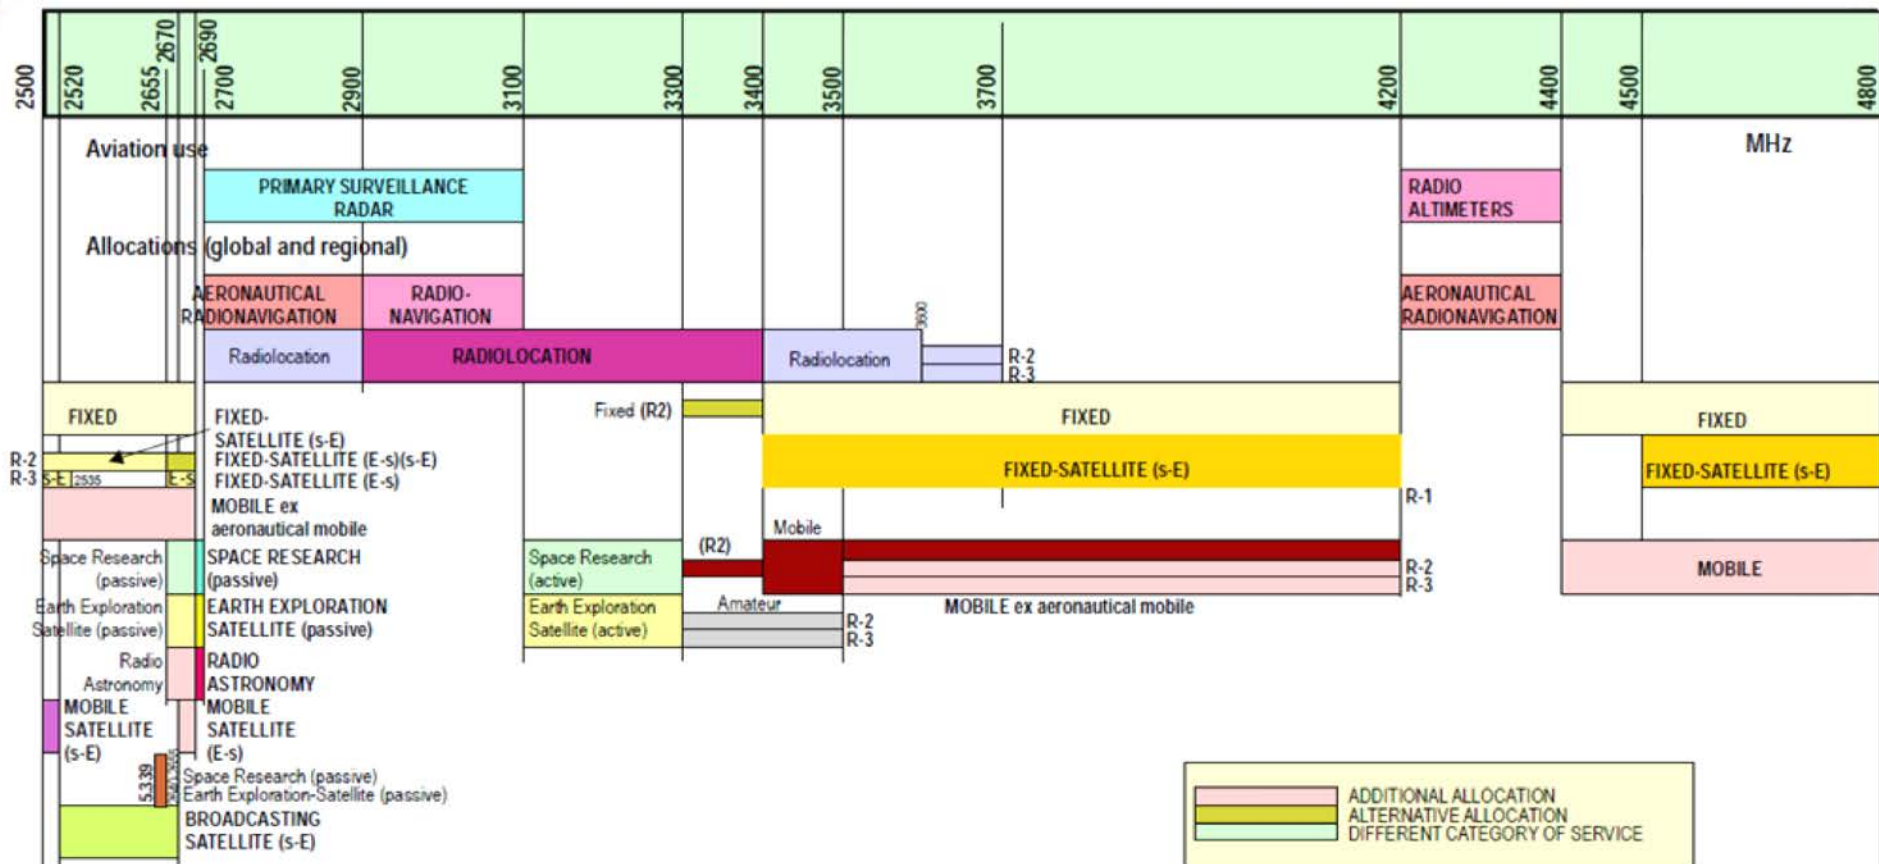 2500
2520
2655
2670
2690
2700
2900
3100
3300
3400
3500
3700
4200
4400
4500
4800
Aviation use
MHz
PRIMARY SURVEILLANCE
RADAR
RADIO
ALTIMETERS
Allocations (global and regional)
AERONAUTICAL
RADIONAVIGATION
RADIO-
NAVIGATION
AERONAUTICAL
RADIONAVIGATION
3600
Radiolocation
RADIOLOCATION
Radiolocation
R-2
R-3
FIXED
Fixed (R2)
FIXED
FIXED
FIXED-
SATELLITE (s-E)
R-2
FIXED-SATELLITE (E-s)(s-E)
R-3
s-E
2535
E-s
FIXED-SATELLITE (E-s)
FIXED-SATELLITE (s-E)
FIXED-SATELLITE (s-E)
R-1
MOBILE ex
aeronautical mobile
Mobile
Space Research
(passive)
SPACE RESEARCH
(passive)
Space Research
(active)
(R2)
R-2
R-3
MOBILE
Earth Exploration
Satellite (passive)
EARTH EXPLORATION
SATELLITE (passive)
Earth Exploration
Satellite (active)
Amateur
R-2
R-3
MOBILE ex aeronautical mobile
Radio
Astronomy
RADIO
ASTRONOMY
MOBILE
SATELLITE
(s-E)
MOBILE
SATELLITE
(E-s)
5.339
Space Research (passive)
Earth Exploration-Satellite (passive)
BROADCASTING
SATELLITE (s-E)
ADDITIONAL ALLOCATION
ALTERNATIVE ALLOCATION
DIFFERENT CATEGORY OF SERVICE